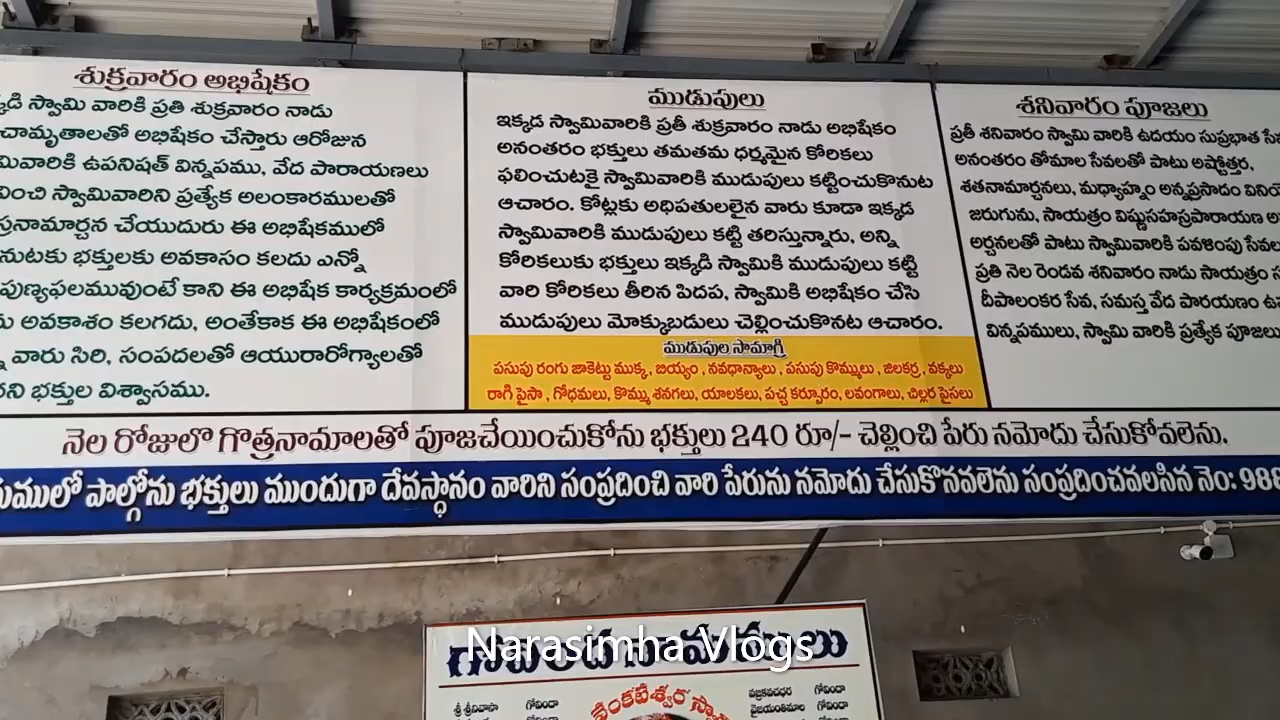 శుక్రవారం అభిషేకం
స్వామి వారికి ప్రతి శుక్రవారం నాడు
చామృతాలతో అభిషేకం చేస్తారు ఆరోజున
మివారికి ఉపనిషత్ విన్నపము, వేద పారాయణలు
వించి స్వామివారిని ప్రత్యేక అలంకారములతో
స్రనామార్చన చేయుదురు ఈ అభిషేకములో
నుటకు భక్తులకు అవకాసం కలదు ఎన్నో
పుణ్యఫలమువుంటే కాని ఈ అభిషేక కార్యక్రమంలో
అవకాశం కలగదు, అంతేకాక ఈ అభిషేకంలో
వారు సిరి, సంపదలతో ఆయురారోగ్యాలతో
భక్తుల విశ్వాసము.
ముడుపులు
ఇక్కడ స్వామివారికి ప్రతీ శుక్రవారం నాడు అభిషేకం
అనంతరం భక్తులు తమతమ ధర్మమైన కోరికలు
ఫలించుటకై స్వామివారికి ముడుపులు కట్టించుకొనుట
ఆచారం. కోట్లకు అధిపతులలైన వారు కూడా ఇక్కడ
స్వామివారికి ముడుపులు కట్టి తరిస్తున్నారు, అన్ని
కోరికలుకు భక్తులు ఇక్కడి స్వామికి ముడుపులు కట్టి
వారి కోరికలు తీరిన పిదప, స్వామికి అభిషేకం చేసి
ముడుపులు మోక్కుబడులు చెల్లించుకొనట ఆచారం.
ముడుపుల సామాగ్రి
పసుపు రంగు జాకెట్టు ముక్క, బియ్యం, నవధాన్యాలు, పసుపు కొమ్ములు, జిలకర్ర, వక్కలు
రాగి పైసా, గోధమలు, కొమ్ము శనగలు, యాలకలు, పచ్చ కర్పూరం, లవంగాలు, చిల్లర పైసలు
శనివారం పూజలు
ప్రతీ శనివారం స్వామి వారికి ఉదయం సుప్రభాత సే
అనంతరం తోమాల సేవలతో పాటు అష్టోత్తర,
శతనామార్చనలు, మధ్యాహ్నం అన్నప్రసాదం
జరుగును, సాయత్రం విష్ణుసహస్రపారాయణ
అర్చనలతో పాటు స్వామివారికి పవళింపు సేవ
ప్రతి నెల రెండవ శనివారం నాడు సాయత్రం
దీపాలంకర సేవ, సమస్త వేద పారయణం
విన్నపములు, స్వామి వారికి ప్రత్యేక పూజలు
నెల రోజులొ గొత్రనామాలతో పూజచేయించుకోను భక్తులు 240 రూ/- చెల్లించి పేరు నమోదు చేసుకోవలెను.
ములో పాల్గోను భక్తులు ముందుగా దేవస్థానం వారిని సంప్రదించి వారి పేరును నమోదు చేసుకొనవలెను సంప్రదించవలసిన నెం: 98
గోవింద నామములు
Narasimha Vlogs
శ్రీ శ్రీనివాసా గోవిందా
వజ్రకవచధర గోవిందా
వైజయంతిమాల గోవిందా